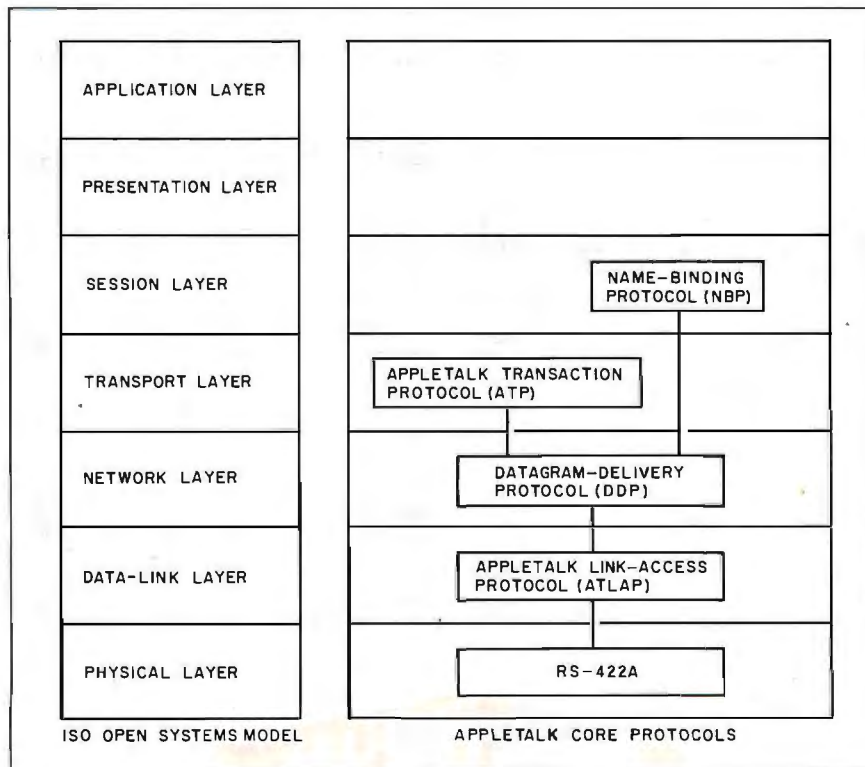 APPLICATION LAYER
PRESENTATION LAYER
SESSION LAYER
TRANSPORT LAYER
NETWORK LAYER
DATA-LINK LAYER
PHYSICAL LAYER
ISO OPEN SYSTEMS MODEL
NAME-BINDING
PROTOCOL (NBP)
APPLETALK TRANSACTION
PROTOCOL (ATP)
DATAGRAM-DELIVERY
PROTOCOL (DDP)
APPLETALK LINK-ACCESS
PROTOCOL (ATLAP)
RS-422A
APPLETALK CORE PROTOCOLS